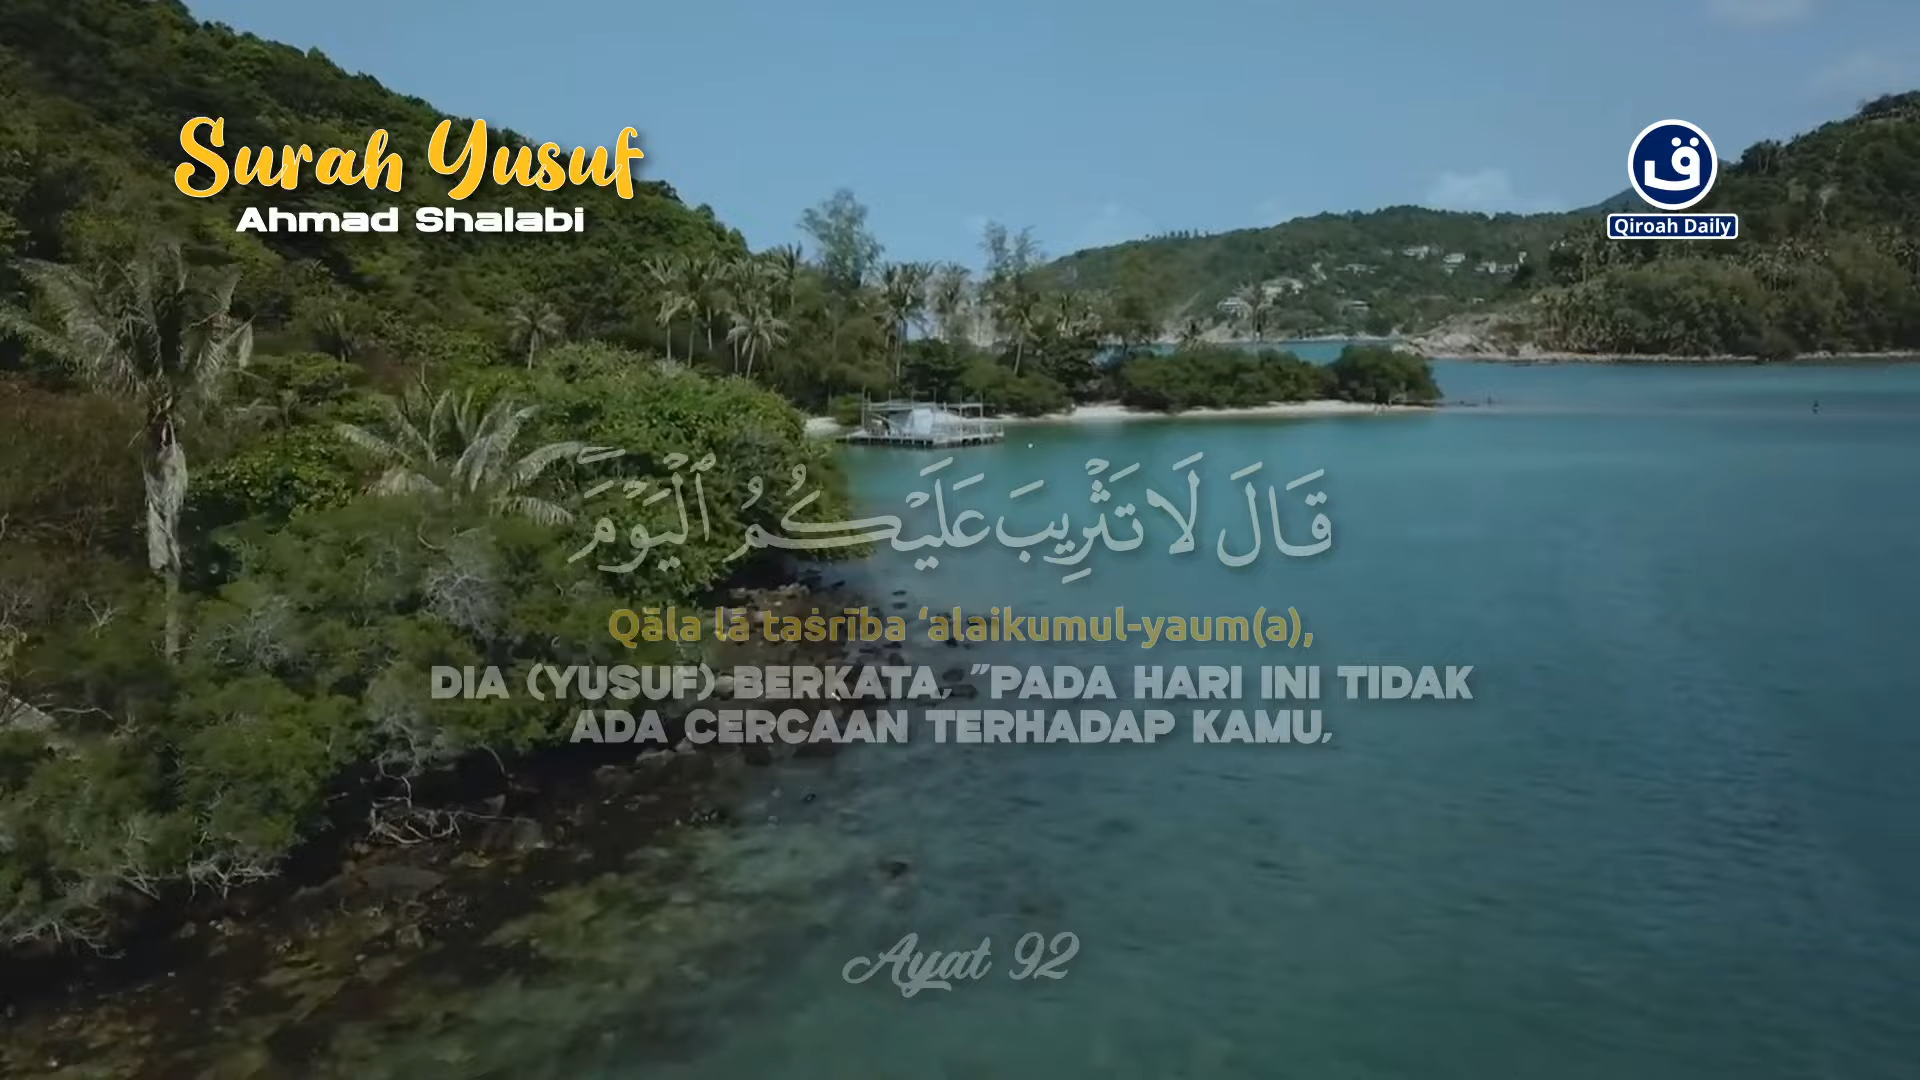 Surah Yusuf
Ahmad Shalabi
ق
Qiroah Daily
قَالَ لَا تَثْرِيبَ عَلَيْكُمُ ٱلْيَوْمَۖ
Qāla lā taṡrība ‘alaikumul-yaum(a),
DIA (YUSUF) BERKATA, "PADA HARI INI TIDAK
ADA CERCAAN TERHADAP KAMU,
Ayat 92